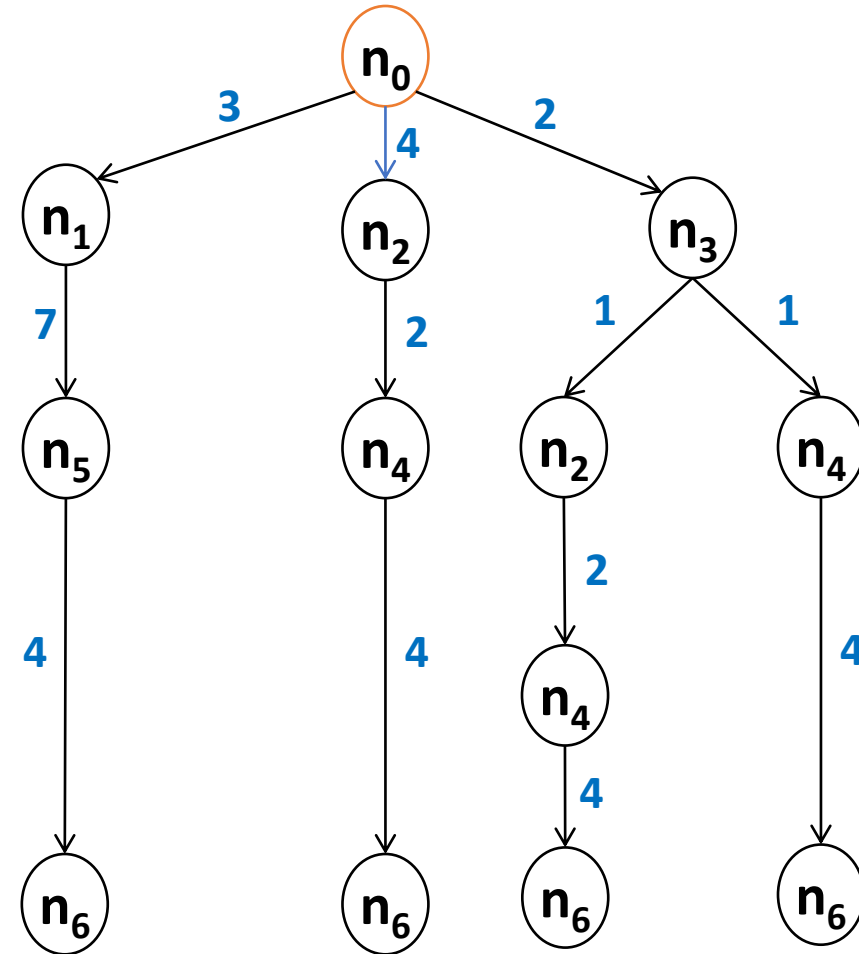 n₀
3 4 2
n₁ n₂ n₃
7 2 1 1
n₅ n₄ n₂ n₄
2
4 4 4
n₄
4
n₆ n₆ n₆ n₆